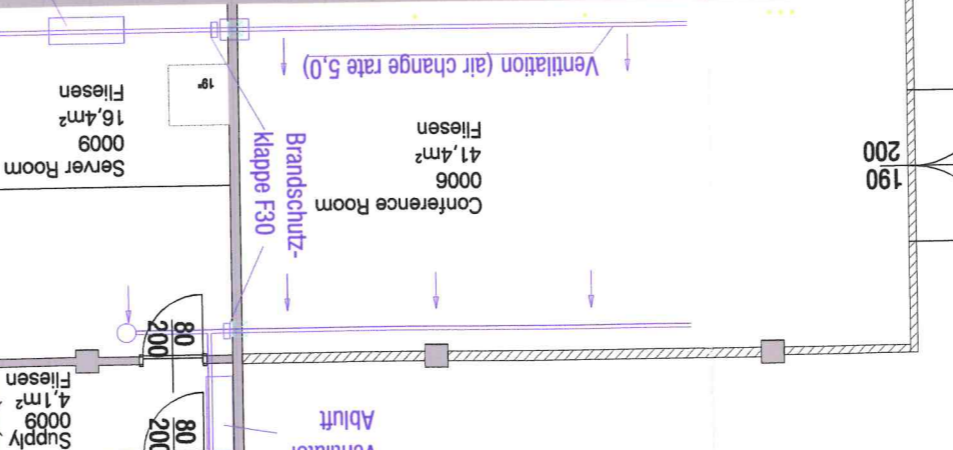 Ventilator
Abluft
Supply
0009
4,1m²
Fliesen
80
200
80
200
Conference Room
0006
41,4m²
Fliesen
190
200
Brandschutz-
klappe F30
Server Room
0009
16,4m²
Fliesen
19"
Ventilation (air change rate 5,0)